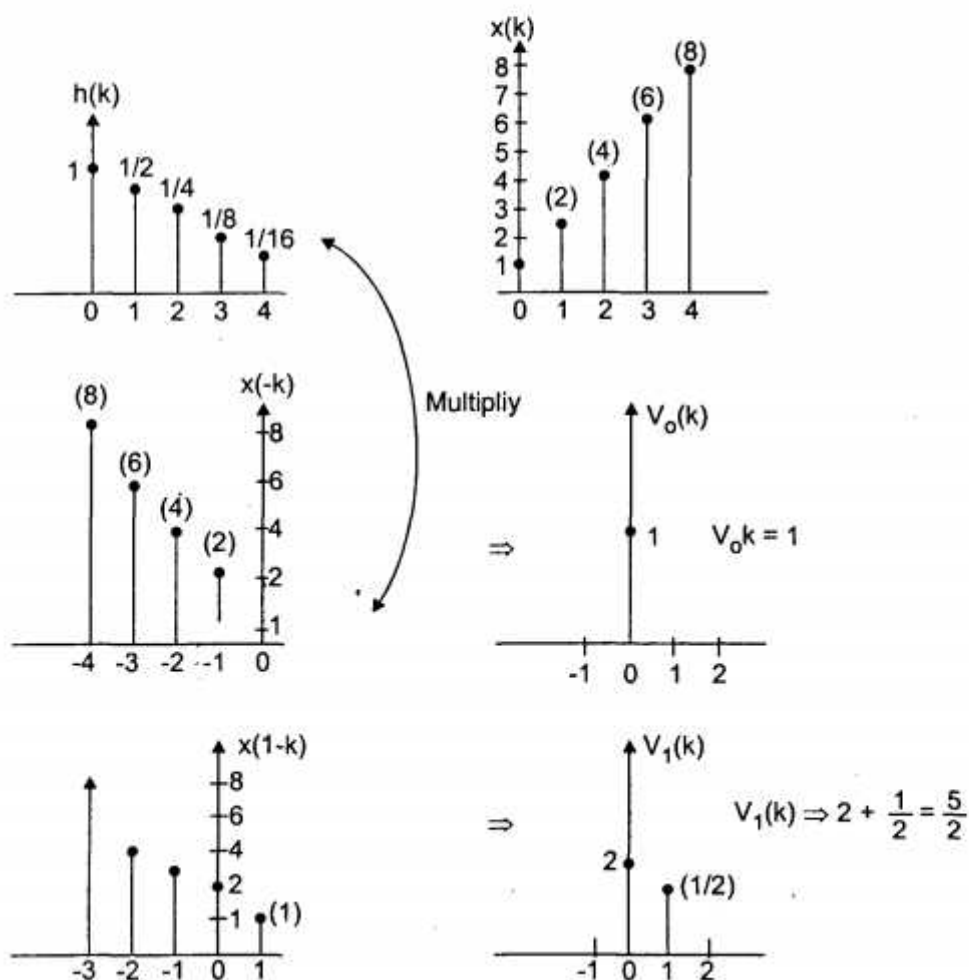 h(k)
1
1/2
1/4
1/8
1/16
0 1 2 3 4
x(k)
8
7
6
5
4
3
2
1
(2)
(4)
(6)
(8)
0 1 2 3 4
Multipliy
x(-k)
(8)
(6)
(4)
(2)
8
6
4
2
1
-4 -3 -2 -1 0
⇒
V₀(k)
1
V₀k = 1
-1 0 1 2
x(1-k)
8
6
4
2
1
(1)
-3 -2 -1 0 1
⇒
V₁(k)
2
(1/2)
-1 0 1 2
V₁(k) ⇒ 2 + 1/2 = 5/2